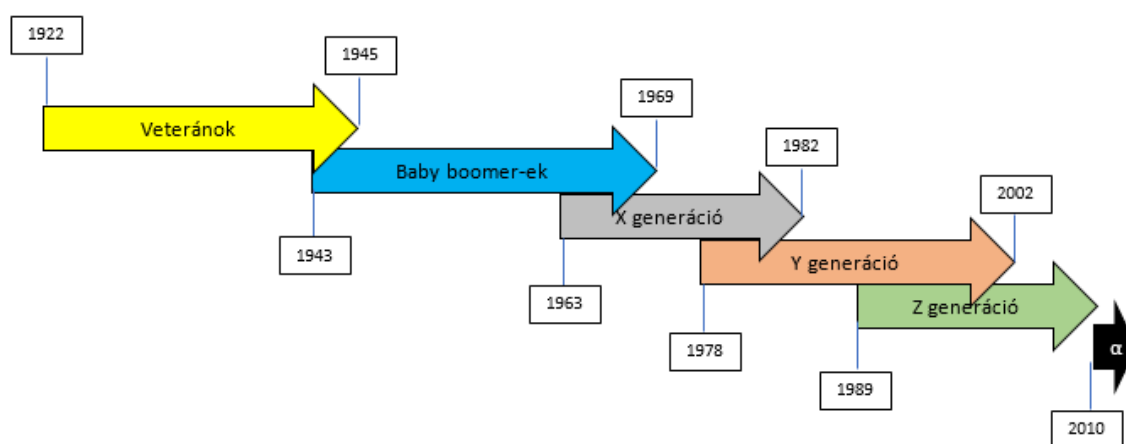 1922
1945
Veteránok
1969
Baby boomer-ek
1982
X generáció
2002
1943
Y generáció
1963
Z generáció
1978
α
1989
2010